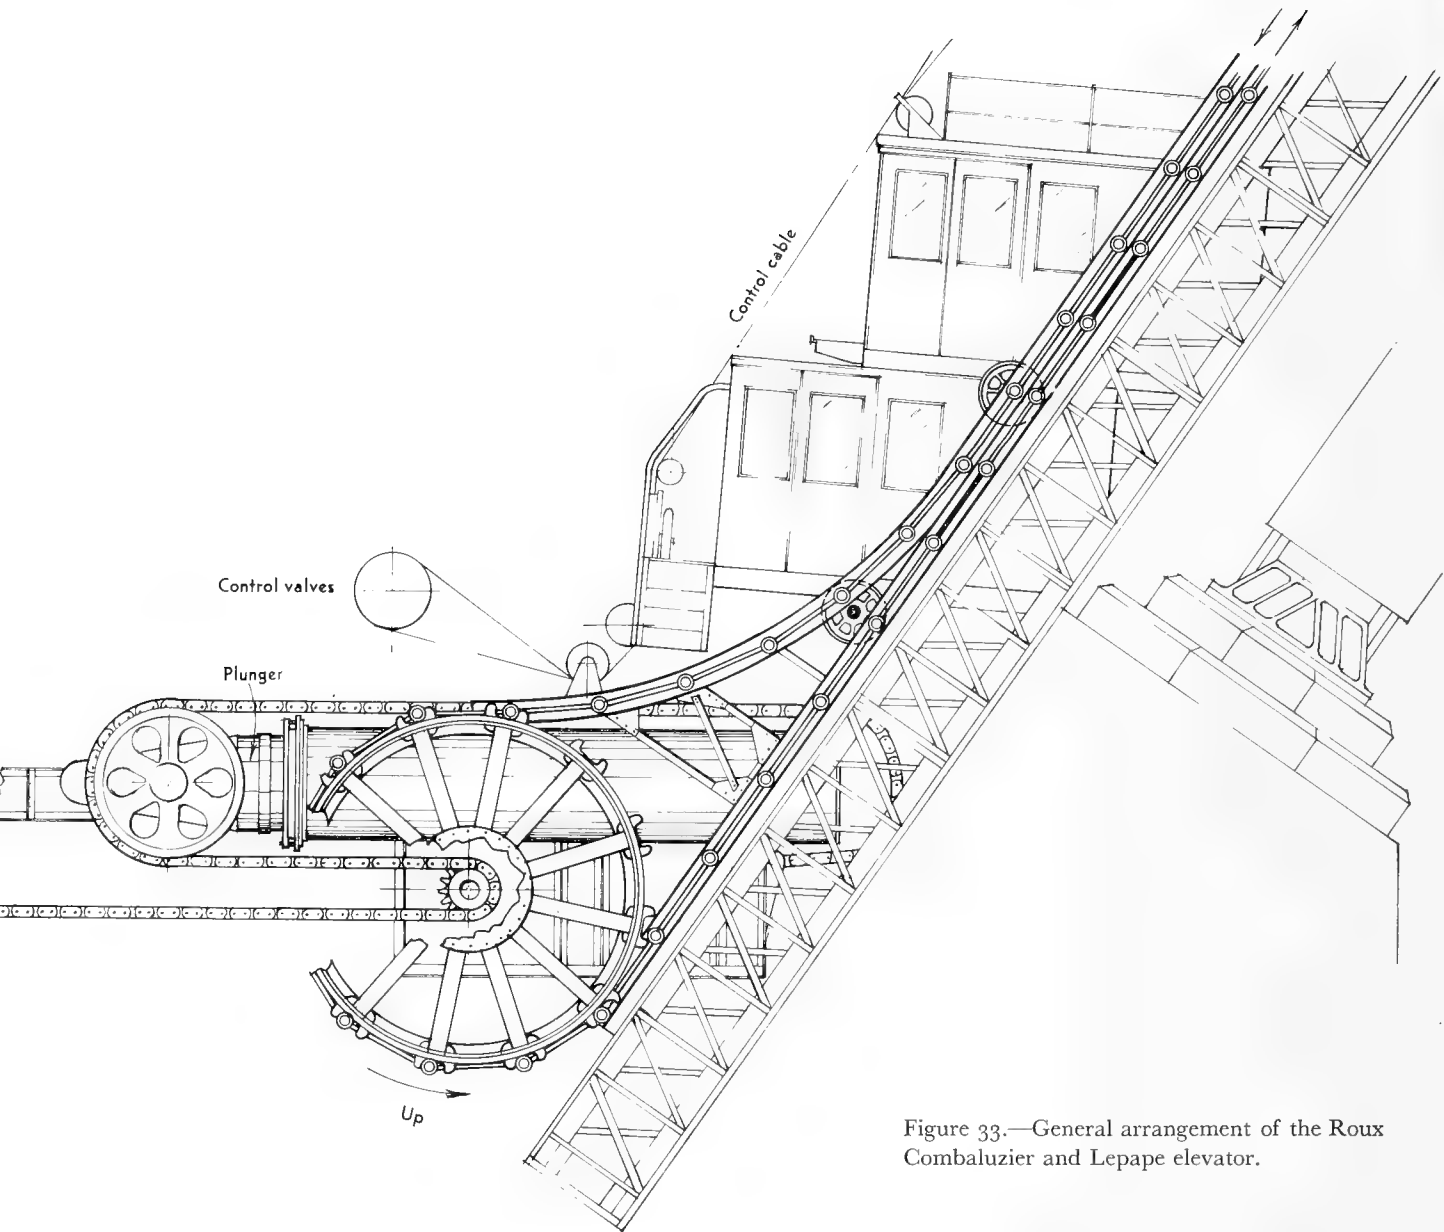 Control cable
Control valves
Plunger
Up
Figure 33.—General arrangement of the Roux
Combaluzier and Lepape elevator.